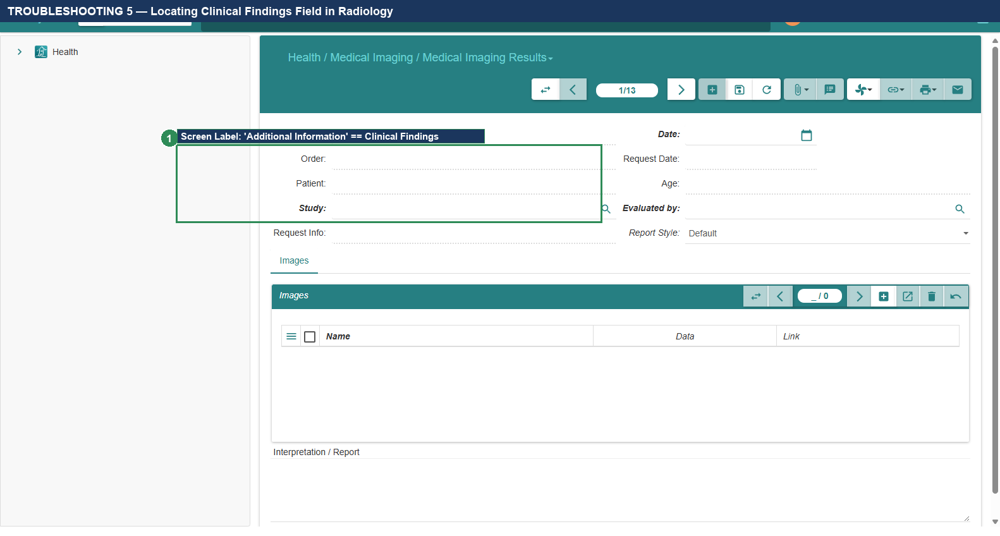 TROUBLESHOOTING 5 — Locating Clinical Findings Field in Radiology
Health
Health / Medical Imaging / Medical Imaging Results
1/13
1 Screen Label: 'Additional Information' == Clinical Findings
Date:
Order:
Request Date:
Patient:
Age:
Study:
Evaluated by:
Request Info:
Report Style: Default
Images
Images
_ / 0
Name Data Link
Interpretation / Report